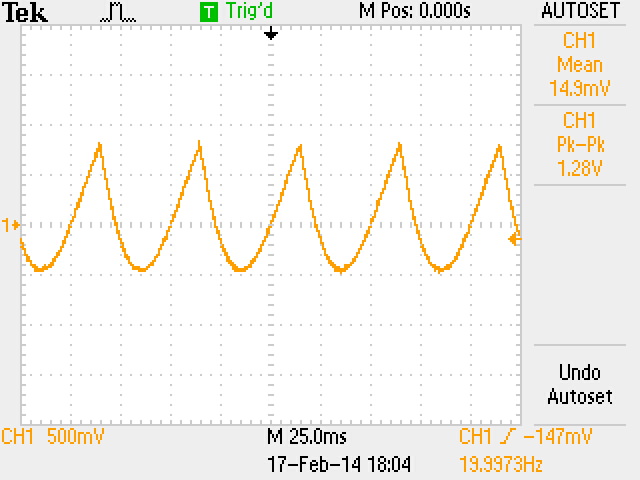 Tek T Trig'd M Pos: 0.000s AUTOSET
CH1
Mean
14.9mV
CH1
Pk-Pk
1.28V
1
Undo
Autoset
CH1 500mV M 25.0ms CH1 -147mV
17-Feb-14 18:04 19.9973Hz